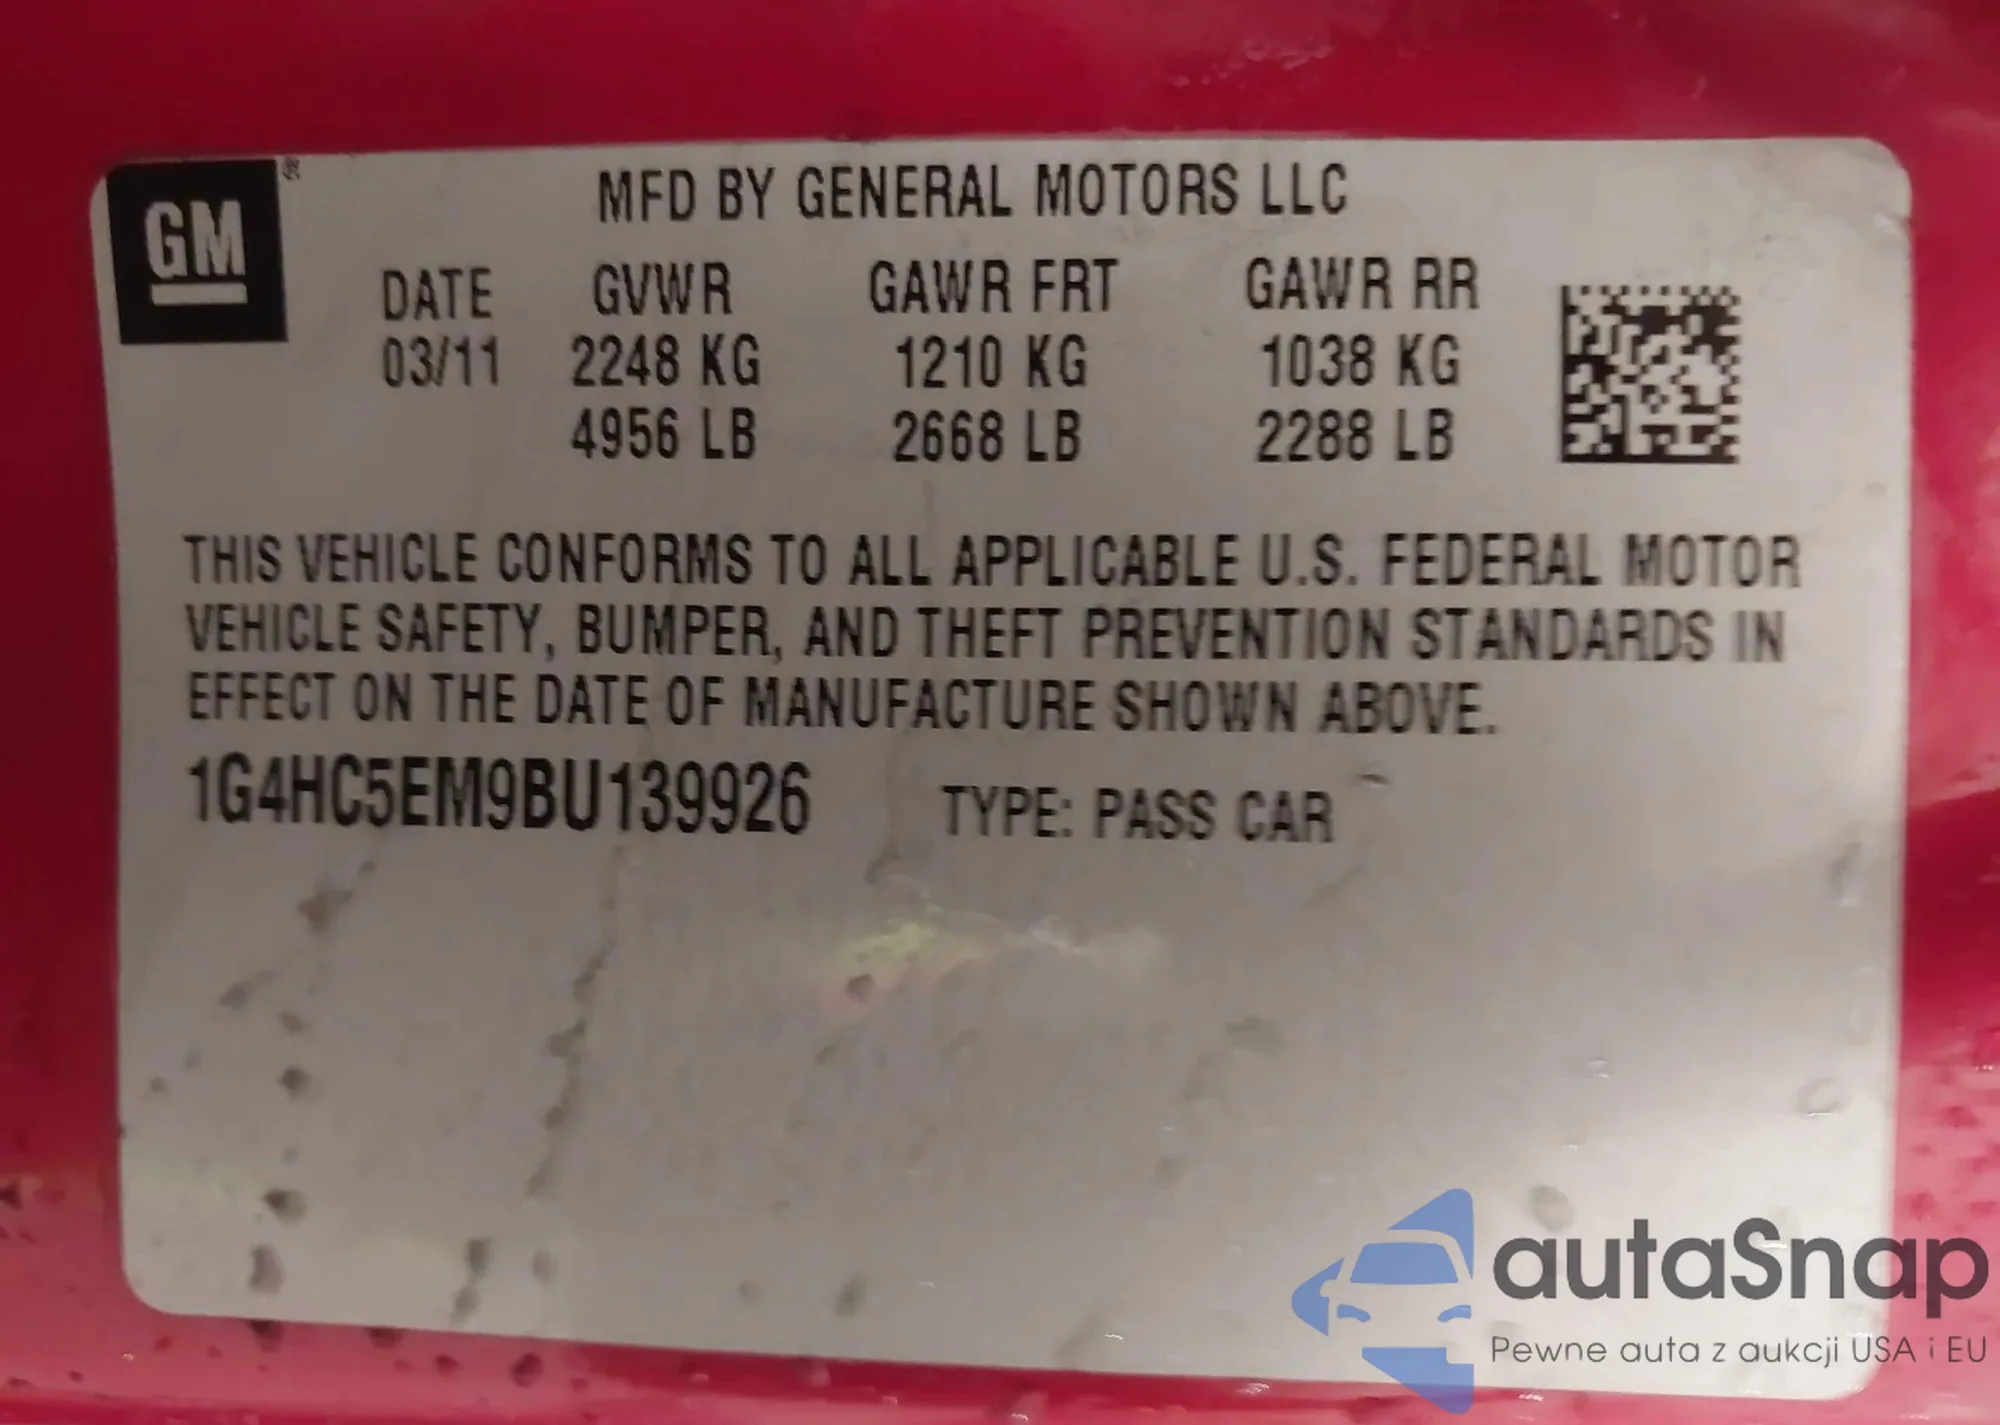 GM
MFD BY GENERAL MOTORS LLC
DATE GVWR GAWR FRT GAWR RR
03/11 2248 KG 1210 KG 1038 KG
4956 LB 2668 LB 2288 LB
THIS VEHICLE CONFORMS TO ALL APPLICABLE U.S. FEDERAL MOTOR
VEHICLE SAFETY, BUMPER, AND THEFT PREVENTION STANDARDS IN
EFFECT ON THE DATE OF MANUFACTURE SHOWN ABOVE.
1G4HC5EM9BU139926 TYPE: PASS CAR
autaSnap
Pewne auta z aukcji USA i EU